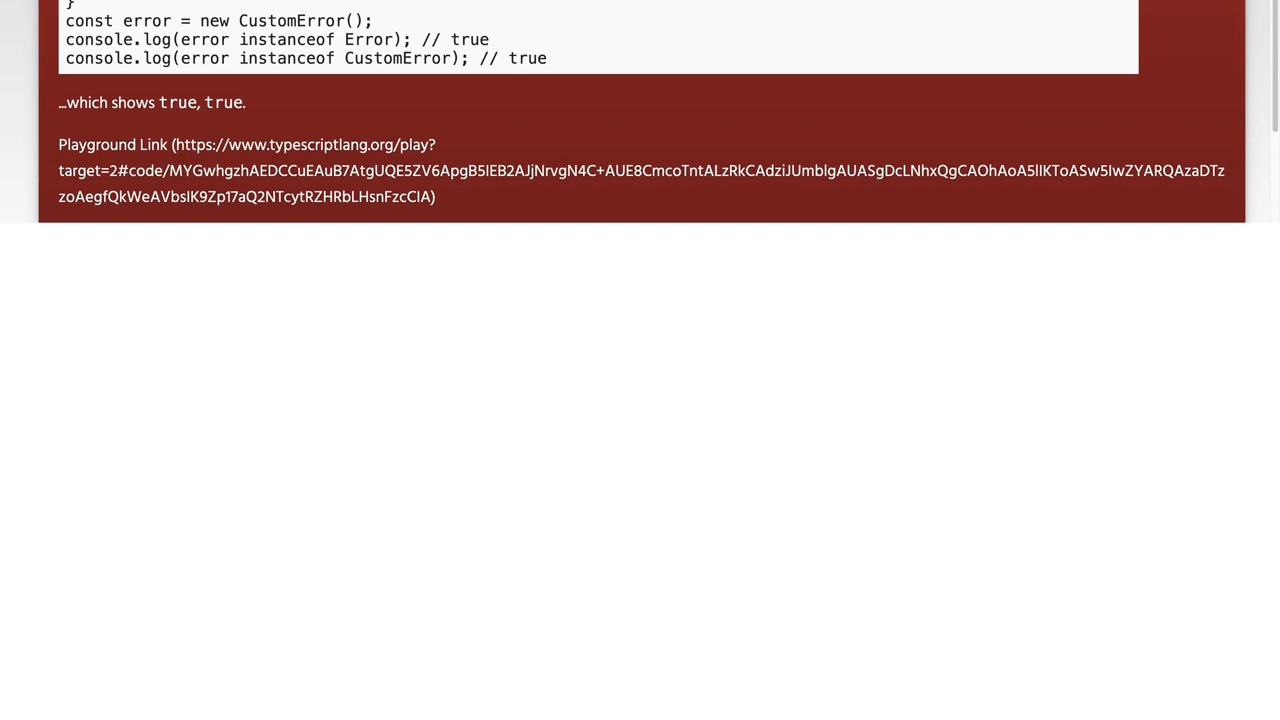 }
const error = new CustomError();
console.log(error instanceof Error); // true
console.log(error instanceof CustomError); // true
...which shows true, true.
Playground Link (https://www.typescriptlang.org/play?
target=2#code/MYGwhgzhAEDCCuEAuB7AtgUQE5ZV6ApgB5IEB2AJjNrvgN4C+AUE8CmcoTntALzRkCAdziJUmblgAUASgDcLNhxQgCAOhAoA5lIKToASw5IwZYARQAzaDTz
zoAegfQkWeAVbsIK9Zp17aQ2NTcytRZHRbLHsnFzcCIA)